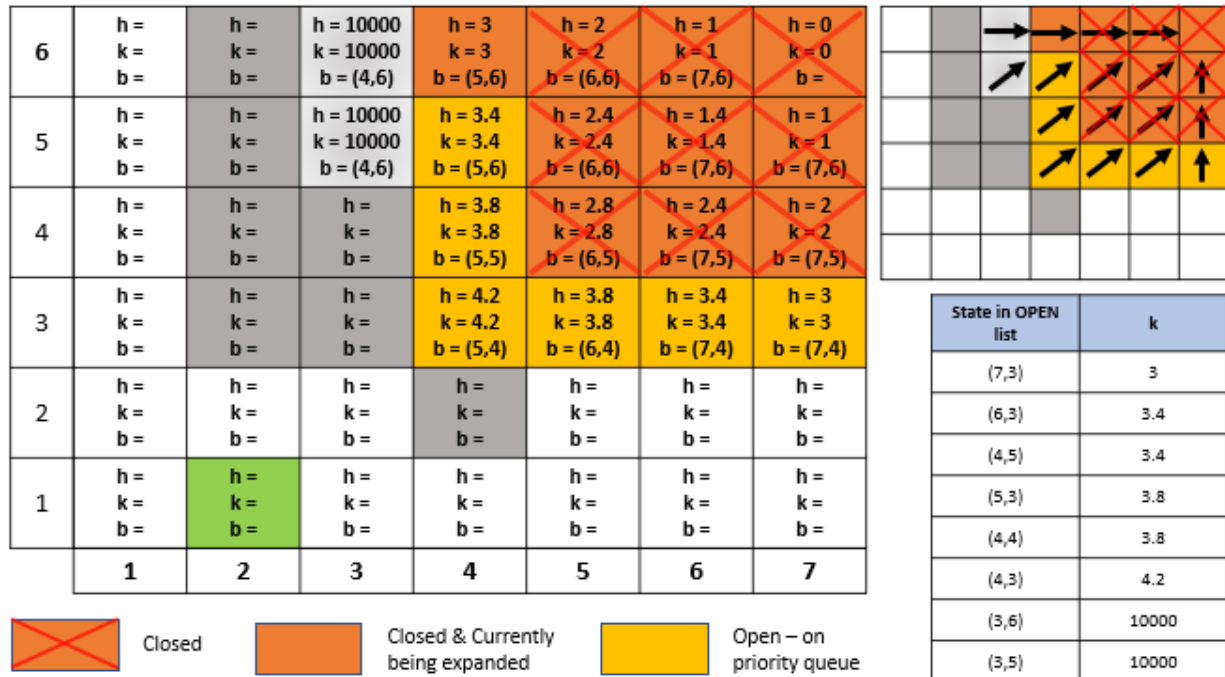 h = h = h = 10000 h = 3 h = 2 h = 1 h = 0
6 k = k = k = 10000 k = 3 k = 2 k = 1 k = 0
b = b = b = (4,6) b = (5,6) b = (6,6) b = (7,6) b =
h = h = h = 10000 h = 3.4 h = 2.4 h = 1.4 h = 1
5 k = k = k = 10000 k = 3.4 k = 2.4 k = 1.4 k = 1
b = b = b = (4,6) b = (5,6) b = (6,6) b = (7,6) b = (7,6)
h = h = h = h = 3.8 h = 2.8 h = 2.4 h = 2
4 k = k = k = k = 3.8 k = 2.8 k = 2.4 k = 2
b = b = b = b = (5,5) b = (6,5) b = (7,5) b = (7,5)
h = h = h = h = 4.2 h = 3.8 h = 3.4 h = 3
3 k = k = k = k = 4.2 k = 3.8 k = 3.4 k = 3
b = b = b = b = (5,4) b = (6,4) b = (7,4) b = (7,4)
h = h = h = h = h = h = h =
2 k = k = k = k = k = k = k =
b = b = b = b = b = b = b =
h = h = h = h = h = h = h =
1 k = k = k = k = k = k = k =
b = b = b = b = b = b = b =
1 2 3 4 5 6 7
Closed
Closed & Currently
being expanded
Open – on
priority queue
State in OPEN
list k
(7,3) 3
(6,3) 3.4
(4,5) 3.4
(5,3) 3.8
(4,4) 3.8
(4,3) 4.2
(3,6) 10000
(3,5) 10000